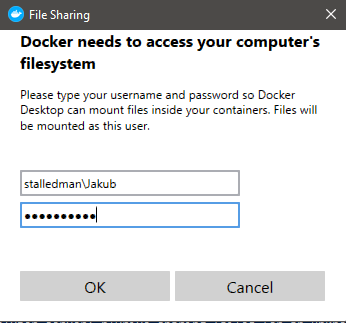 File Sharing
Docker needs to access your computer's
filesystem
Please type your username and password so Docker
Desktop can mount files inside your containers. Files will
be mounted as this user.
stalledman\Jakub
●●●●●●●●●●
OK
Cancel